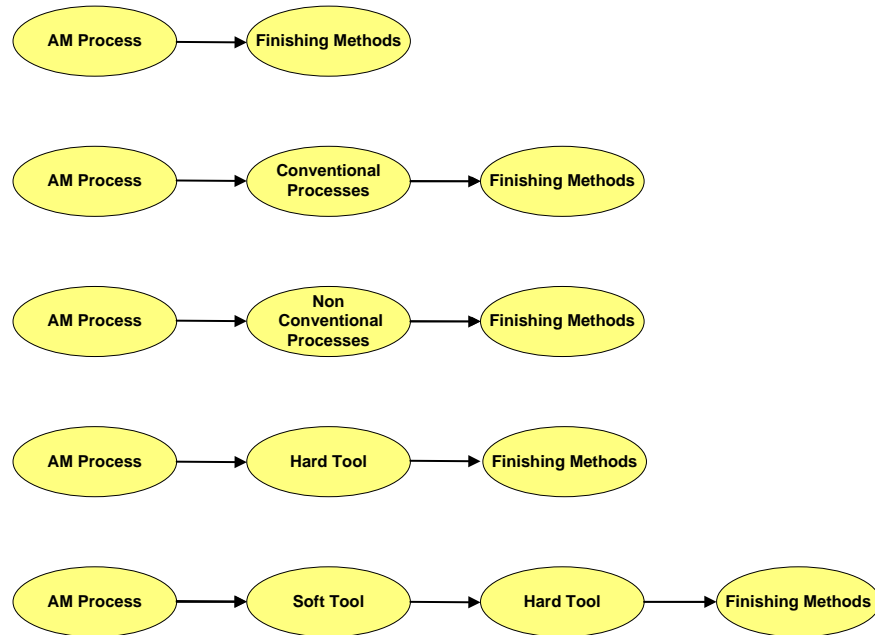 AM Process
Finishing Methods
AM Process
Conventional
Processes
Finishing Methods
AM Process
Non
Conventional
Processes
Finishing Methods
AM Process
Hard Tool
Finishing Methods
AM Process
Soft Tool
Hard Tool
Finishing Methods